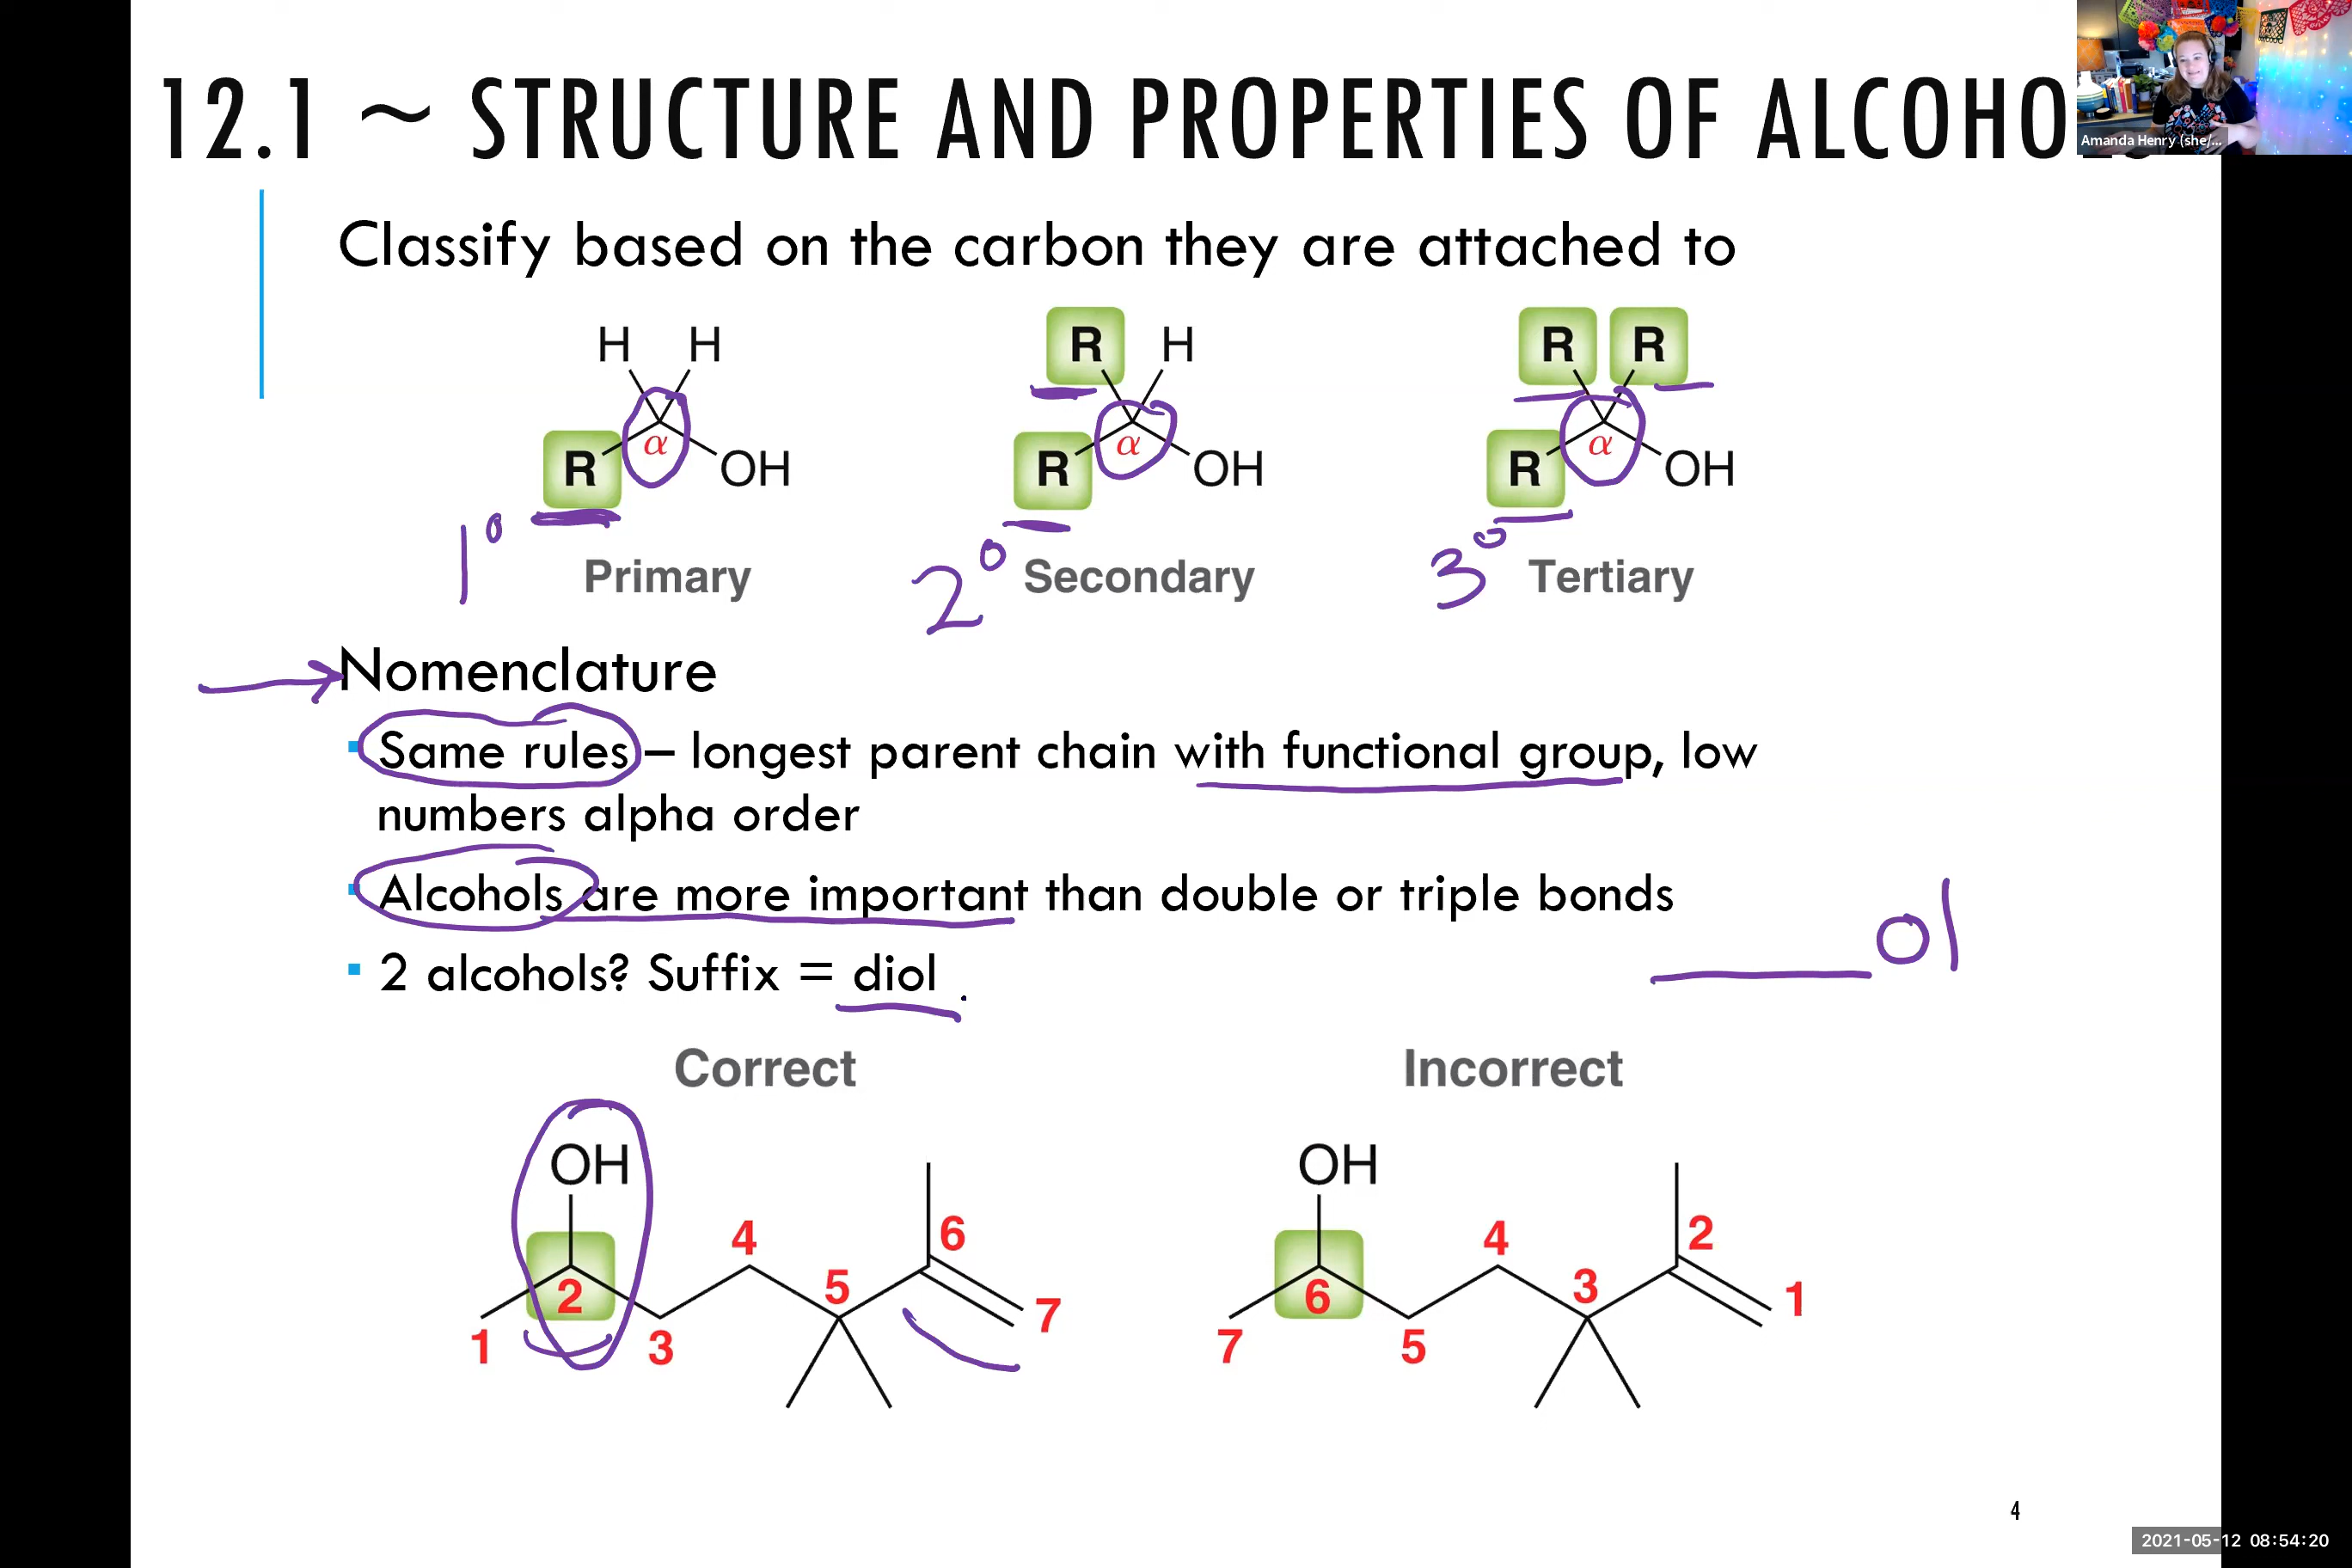 12.1 ~ STRUCTURE AND PROPERTIES OF ALCOHOLS
Amanda Henry (she/...
Classify based on the carbon they are attached to
H H R H R R
R α OH R α OH R α OH
1° Primary 2° Secondary 3° Tertiary
Nomenclature
Same rules – longest parent chain with functional group, low
numbers alpha order
Alcohols are more important than double or triple bonds
ol
2 alcohols? Suffix = diol
Correct Incorrect
OH OH
4 6 4 2
2 5 7 6 3 1
1 3 7 5
4
2021-05-12 08:54:20